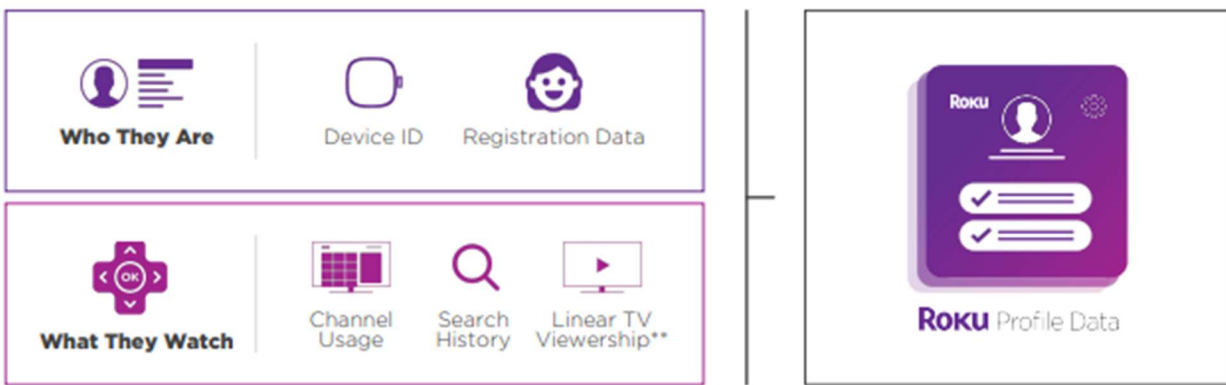 Who They Are
Device ID
Registration Data
OK
What They Watch
Channel
Usage
Search
History
Linear TV
Viewership**
ROKU
ROKU Profile Data